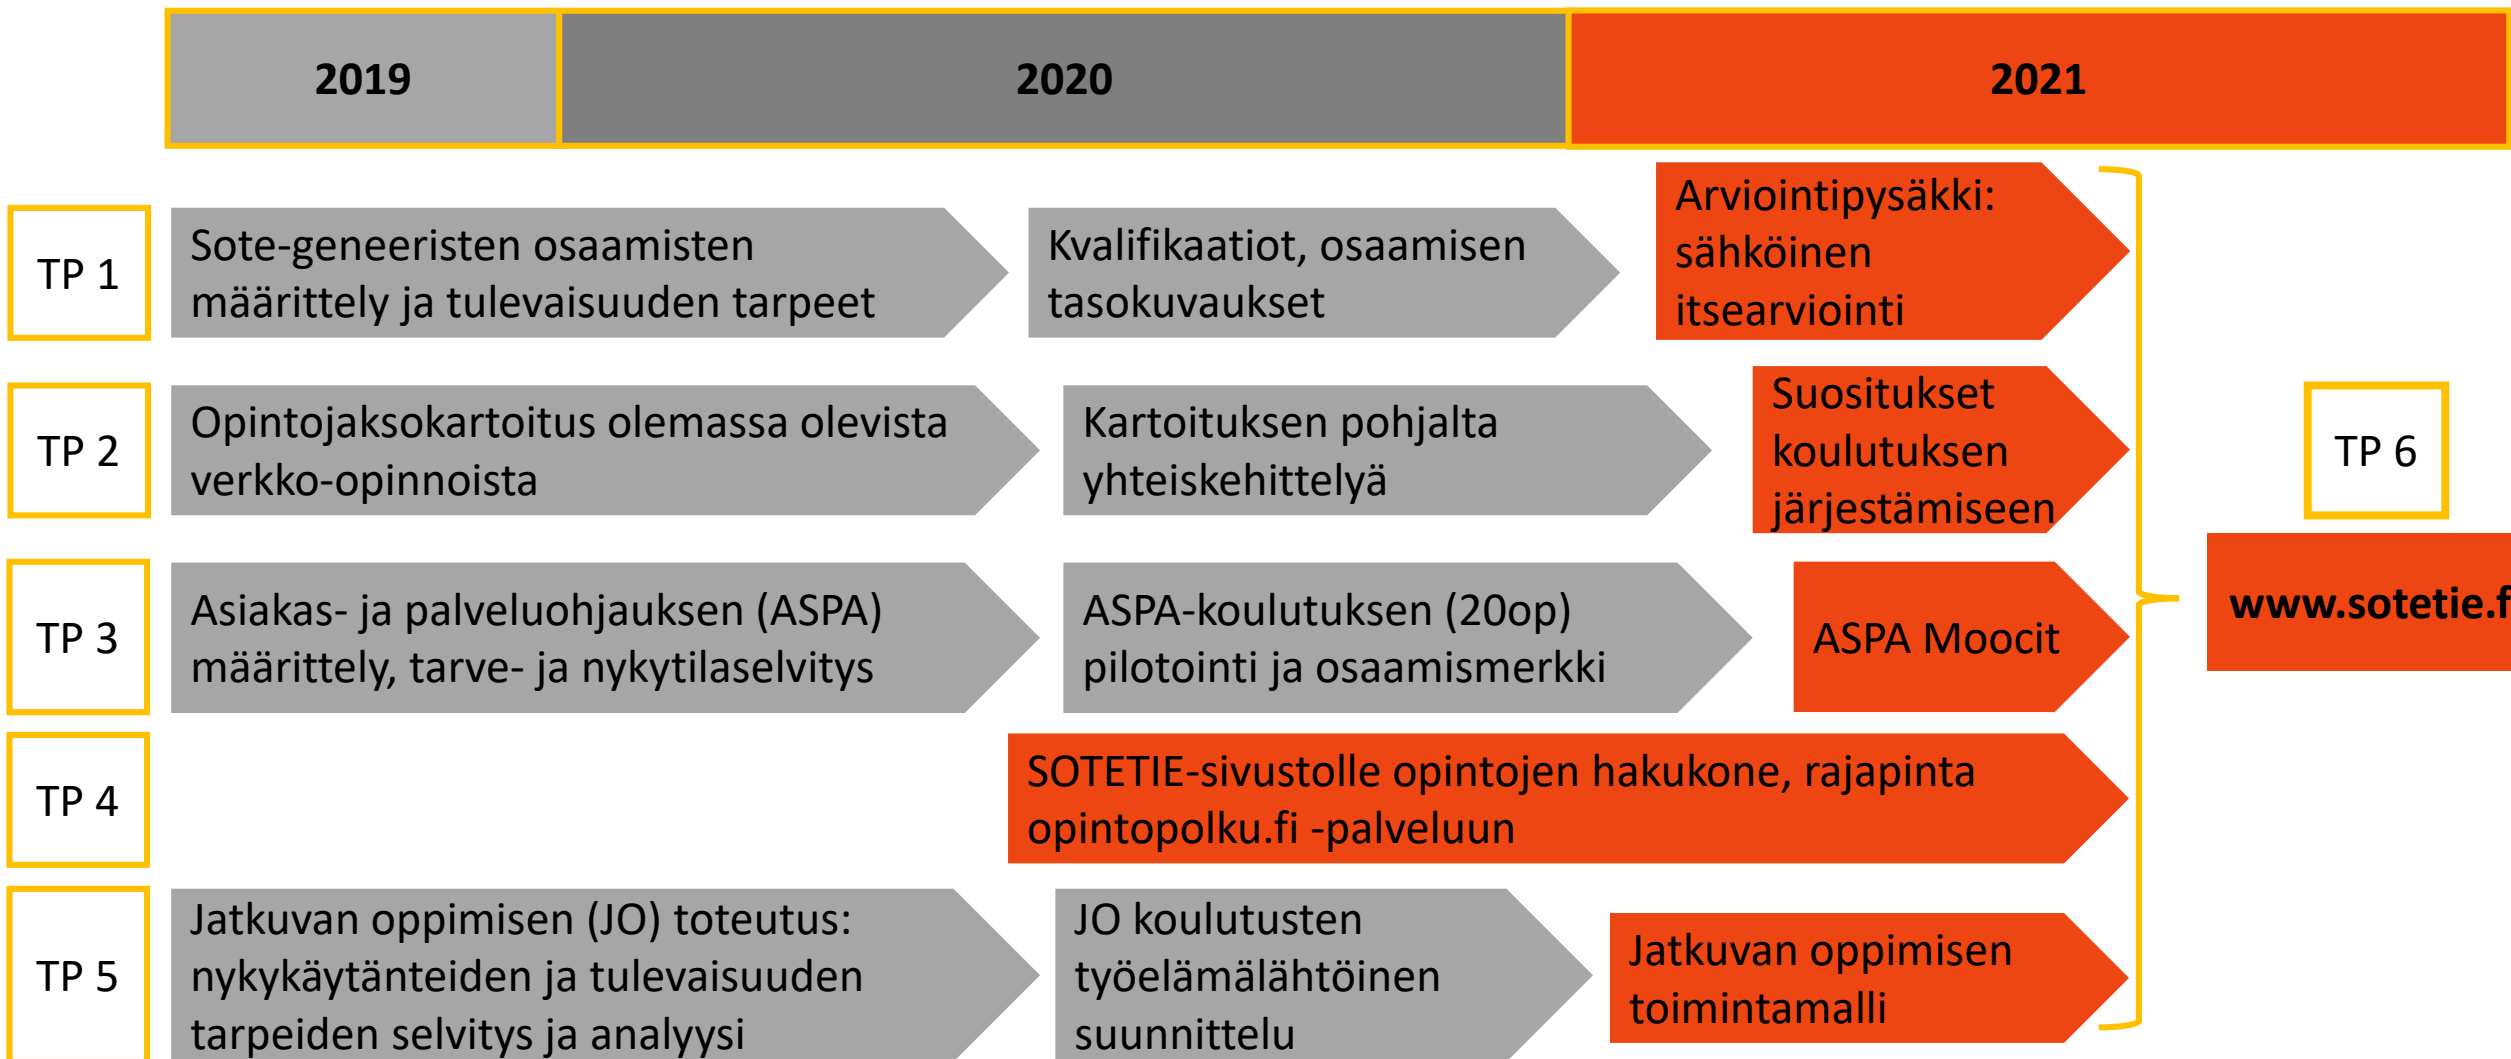 2019
2020
2021
TP 1
Sote-geneeristen osaamisten
määrittely ja tulevaisuuden tarpeet
Kvalifikaatiot, osaamisen
tasokuvaukset
Arviointipysäkki:
sähköinen
itsearviointi
TP 2
Opintojaksokartoitus olemassa olevista
verkko-opinnoista
Kartoituksen pohjalta
yhteiskehittelyä
Suositukset
koulutuksen
järjestämiseen
TP 3
Asiakas- ja palveluohjauksen (ASPA)
määrittely, tarve- ja nykytilaselvitys
ASPA-koulutuksen (20op)
pilotointi ja osaamismerkki
ASPA Moocit
TP 4
SOTETIE-sivustolle opintojen hakukone, rajapinta
opintopolku.fi -palveluun
TP 5
Jatkuvan oppimisen (JO) toteutus:
nykykäytänteiden ja tulevaisuuden
tarpeiden selvitys ja analyysi
JO koulutusten
työelämälähtöinen
suunnittelu
Jatkuvan oppimisen
toimintamalli
TP 6
www.sotetie.f